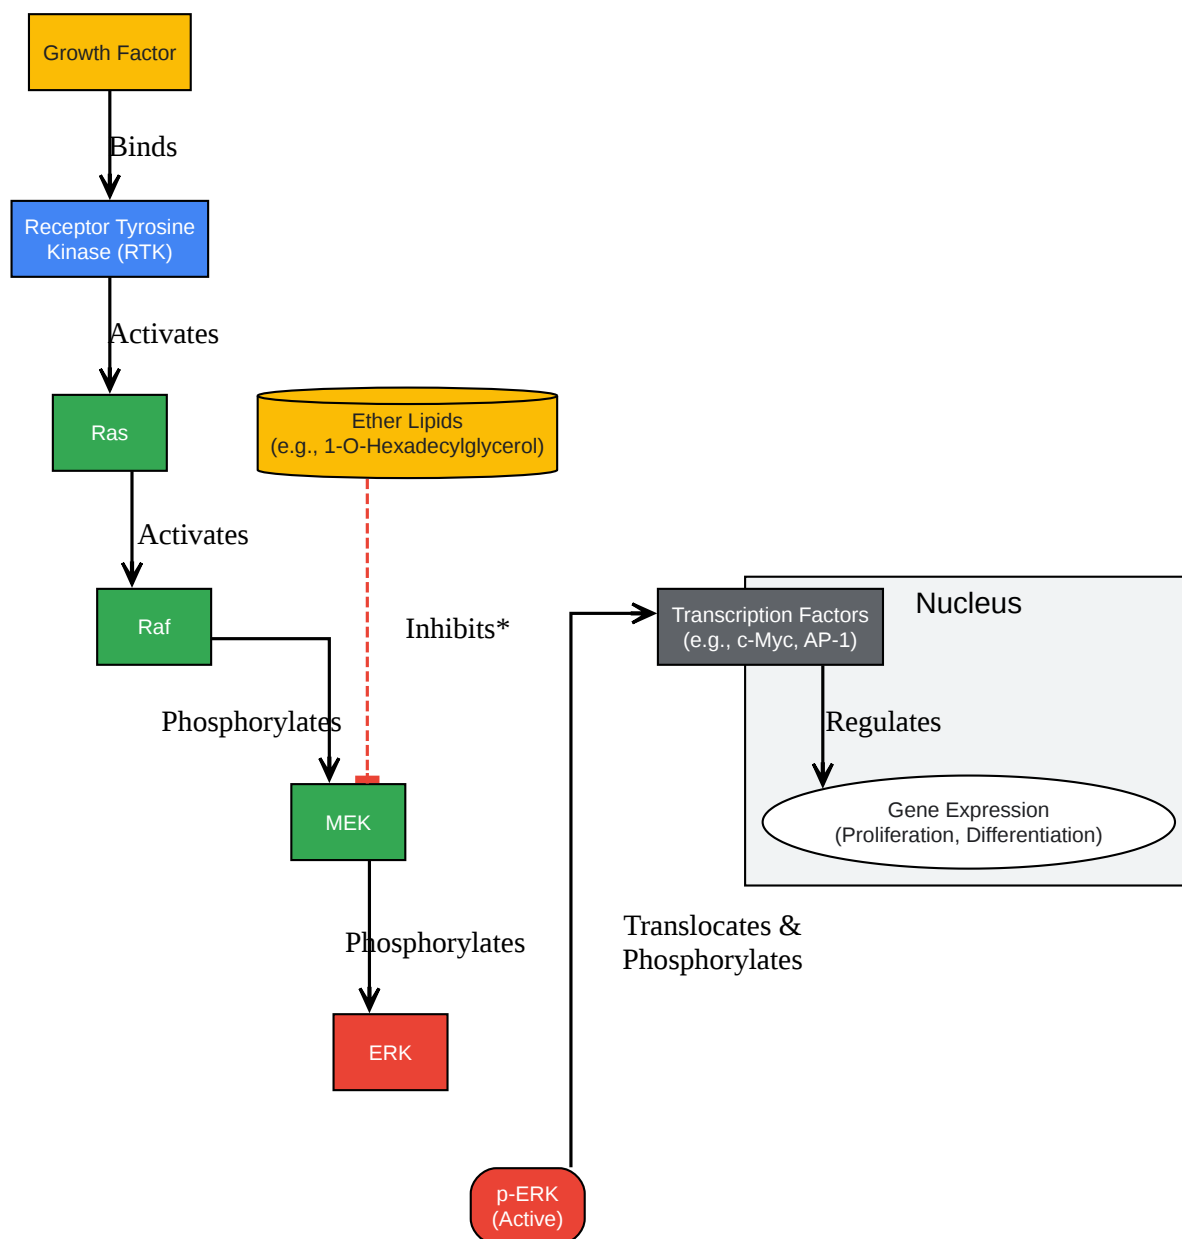 Growth Factor
Binds
Receptor Tyrosine
Kinase (RTK)
Activates
Ras
Ether Lipids
(e.g., 1-O-Hexadecylglycerol)
Activates
Raf
Inhibits*
Transcription Factors
(e.g., c-Myc, AP-1)
Nucleus
Phosphorylates
Regulates
MEK
Gene Expression
(Proliferation, Differentiation)
Phosphorylates
Translocates &
Phosphorylates
ERK
p-ERK
(Active)